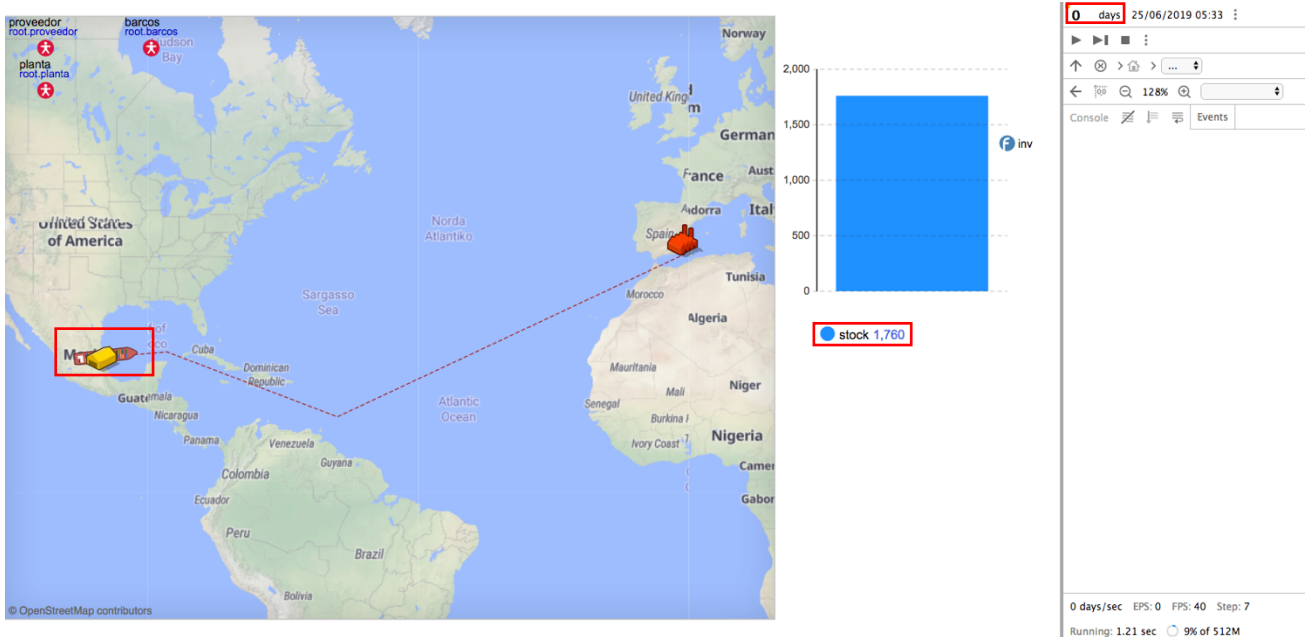 proveedor
root.proveedor
barcos
root.barcos
planta
root.planta
Hudson
Bay
Norway
United King
m
German
France
Aust
Andorra
Ital
Spain
United States
of America
Norda
Atlantiko
Sargasso
Sea
Morocco
Tunisia
Algeria
Cuba
Dominican
Republic
Guatemala
Nicaragua
Panama
Venezuela
Guyana
Colombia
Ecuador
Peru
Brazil
Bolivia
Atlantic
Ocean
Mauritania
Mali
Niger
Senegal
Burkina F
Ivory Coast
Nigeria
Camer
Gabor
© OpenStreetMap contributors
2,000
1,500
1,000
500
0
inv
stock 1,760
0 days 25/06/2019 05:33
...
128%
Console Events
0 days/sec EPS: 0 FPS: 40 Step: 7
Running: 1.21 sec 9% of 512M